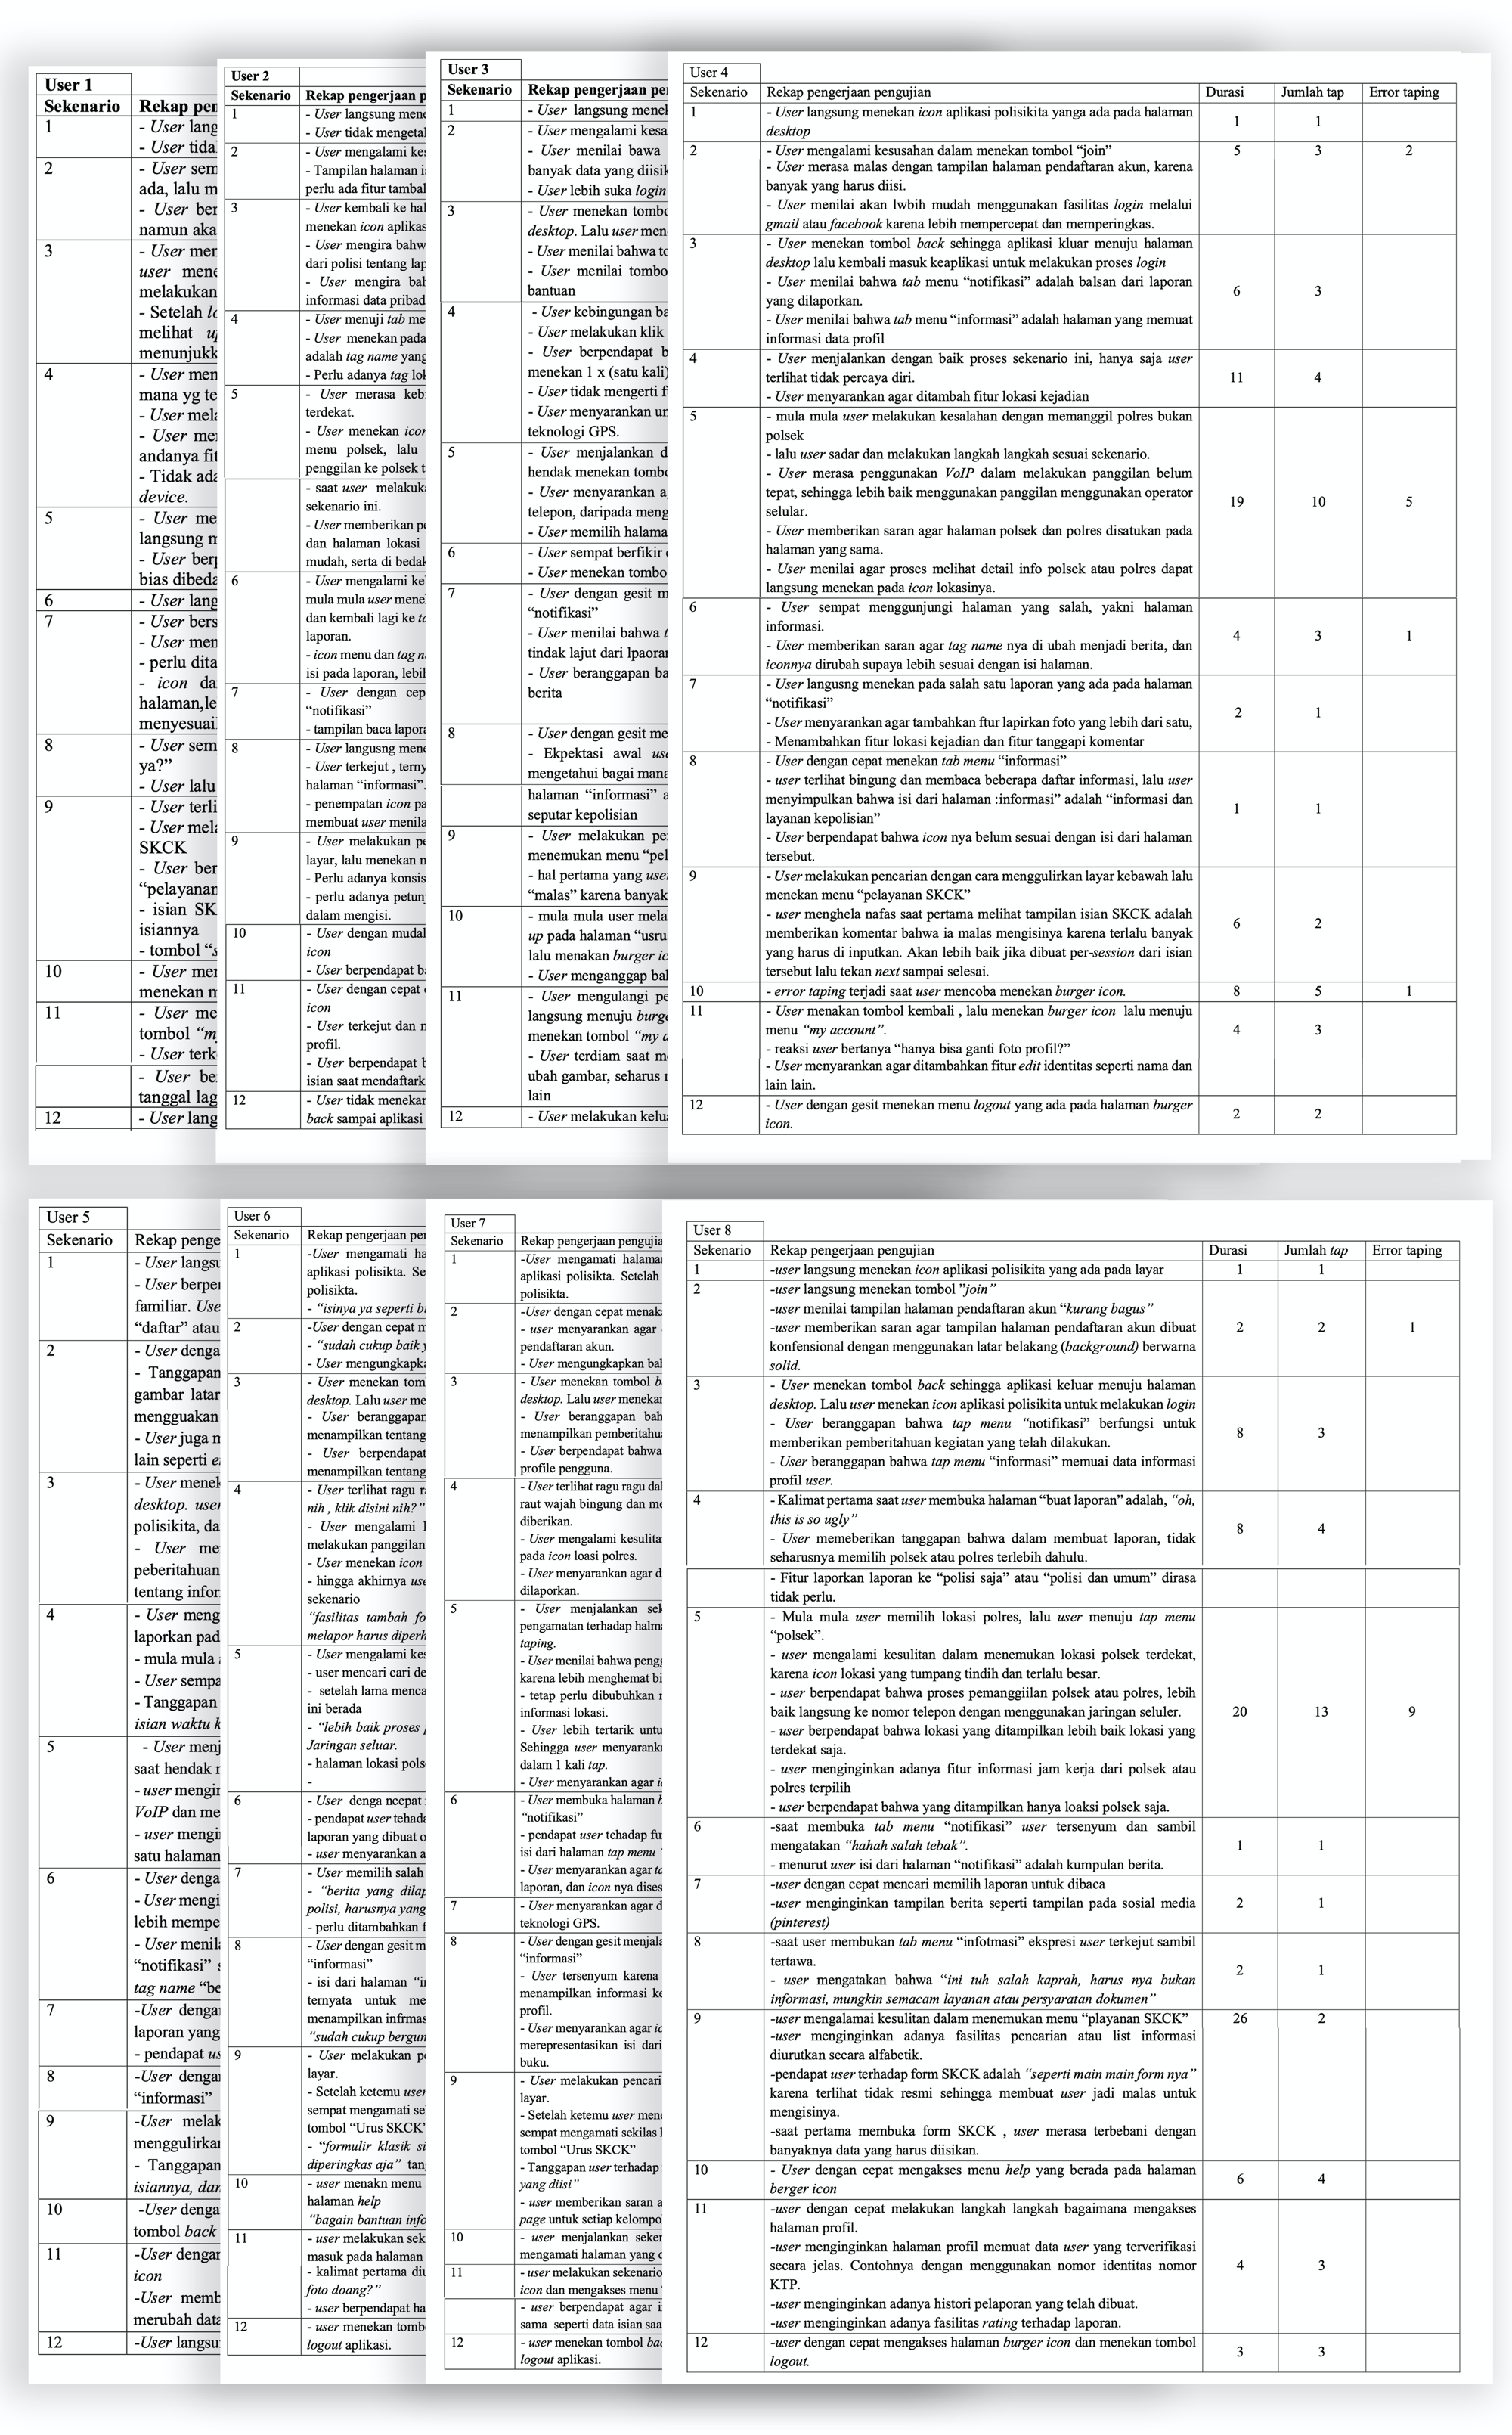 User 1
Sekenario Rekap pen
1 - User lang
- User tida
2 - User sem
ada, lalu m
- User ber
namun aka
3 - User men
user mene
melakukan
- Setelah lo
melihat up
menunjukk
4 - User men
mana yg te
- User mela
- User me
andanya fit
- Tidak ada
device.
5 - User me
langsung m
- User berp
bias dibeda
6 - User lang
7 - User bers
- User men
- perlu dita
- icon da
halaman,le
menyesuai
8 - User sem
ya?”
- User lalu
9 - User terli
- User mela
SKCK
- User ber
“pelayanan
- isian SK
isiannya
- tombol “s
10 - User men
menekan m
11 - User me
tombol “m
- User terk
- User be
tanggal lag
12 - User lang
User 2
Sekenario Rekap pengerjaan p
1 - User langsung mene
- User tidak mengetal
2 - User mengalami kes
- Tampilan halaman is
perlu ada fitur tambal
3 - User kembali ke hal
menekan icon aplikas
- User mengira bahw
dari polisi tentang lap
- User mengira bah
informasi data pribad
4 - User menuji tab me
- User menekan pada
adalah tag name yang
- Perlu adanya tag lok
5 - User merasa keb
terdekat.
- User menekan icon
menu polsek, lalu
penggilan ke polsek t
- saat user melakuk
sekenario ini.
- User memberikan pe
dan halaman lokasi
mudah, serta di bedak
6 - User mengalami ke
mula mula user mene
dan kembali lagi ke ta
laporan.
- icon menu dan tag n
isi pada laporan, lebih
7 - User dengan cep
“notifikasi”
- tampilan baca lapora
8 - User langusng mene
- User terkejut , terny
halaman “informasi”.
- penempatan icon pa
membuat user menila
9 - User melakukan pe
layar, lalu menekan n
- Perlu adanya konsis
- perlu adanya petunj
dalam mengisi.
10 - User dengan mudal
icon
- User berpendapat b
11 - User dengan cepat
icon
- User terkejut dan n
profil.
- User berpendapat b
isian saat mendaftark
12 - User tidak menekan
back sampai aplikasi
User 3
Sekenario Rekap pengerjaan pe
1 - User langsung menek
2 - User mengalami kesa
- User menilai bawa
banyak data yang diisik
- User lebih suka login
3 - User menekan tombo
desktop. Lalu user men
- User menilai bahwa to
- User menilai tombo
bantuan
4 - User kebingungan ba
- User melakukan klik
- User berpendapat b
menekan 1 x (satu kali)
- User tidak mengerti f
- User menyarankan un
teknologi GPS.
5 - User menjalankan d
hendak menekan tombo
- User menyarankan a
telepon, daripada meng
- User memilih halama
6 - User sempat berfikir
- User menekan tombo
7 - User dengan gesit m
“notifikasi”
- User menilai bahwa t
tindak lajut dari lpaoran
- User beranggapan ba
berita
8 - User dengan gesit me
- Ekpektasi awal use
mengetahui bagai mana
halaman “informasi” a
seputar kepolisian
9 - User melakukan pe
menemukan menu “pel
- hal pertama yang use
“malas” karena banyak
10 - mula mula user mela
up pada halaman “usru
lalu menakan burger ic
- User menganggap bal
11 - User mengulangi pe
langsung menuju burge
menekan tombol “my a
- User terdiam saat m
ubah gambar, seharus n
lain
12 - User melakukan kelu
User 4
Sekenario Rekap pengerjaan pengujian Durasi Jumlah tap Error taping
1 - User langsung menekan icon aplikasi polisikita yanga ada pada halaman
desktop 1 1
2 - User mengalami kesusahan dalam menekan tombol “join” 5 3 2
- User merasa malas dengan tampilan halaman pendaftaran akun, karena
banyak yang harus diisi.
- User menilai akan lwbih mudah menggunakan fasilitas login melalui
gmail atau facebook karena lebih mempercepat dan memperingkas.
3 - User menekan tombol back sehingga aplikasi kluar menuju halaman
desktop lalu kembali masuk keaplikasi untuk melakukan proses login
- User menilai bahwa tab menu “notifikasi” adalah balsan dari laporan 6 3
yang dilaporkan.
- User menilai bahwa tab menu “informasi” adalah halaman yang memuat
informasi data profil
4 - User menjalankan dengan baik proses sekenario ini, hanya saja user
terlihat tidak percaya diri. 11 4
- User menyarankan agar ditambah fitur lokasi kejadian
5 - mula mula user melakukan kesalahan dengan memanggil polres bukan
polsek
- lalu user sadar dan melakukan langkah langkah sesuai sekenario.
- User merasa penggunakan VoIP dalam melakukan panggilan belum
tepat, sehingga lebih baik menggunakan panggilan menggunakan operator 19 10 5
selular.
- User memberikan saran agar halaman polsek dan polres disatukan pada
halaman yang sama.
- User menilai agar proses melihat detail info polsek atau polres dapat
langsung menekan pada icon lokasinya.
6 - User sempat menggunjungi halaman yang salah, yakni halaman
informasi.
- User memberikan saran agar tag name nya di ubah menjadi berita, dan 4 3 1
iconnya dirubah supaya lebih sesuai dengan isi halaman.
7 - User langusng menekan pada salah satu laporan yang ada pada halaman
“notifikasi” 2 1
- User menyarankan agar tambahkan ftur lapirkan foto yang lebih dari satu,
- Menambahkan fitur lokasi kejadian dan fitur tanggapi komentar
8 - User dengan cepat menekan tab menu “informasi”
- user terlihat bingung dan membaca beberapa daftar informasi, lalu user
menyimpulkan bahwa isi dari halaman :informasi” adalah “informasi dan 1 1
layanan kepolisian”
- User berpendapat bahwa icon nya belum sesuai dengan isi dari halaman
tersebut.
9 - User melakukan pencarian dengan cara menggulirkan layar kebawah lalu
menekan menu “pelayanan SKCK”
- user menghela nafas saat pertama melihat tampilan isian SKCK adalah
memberikan komentar bahwa ia malas mengisinya karena terlalu banyak 6 2
yang harus di inputkan. Akan lebih baik jika dibuat per-session dari isian
tersebut lalu tekan next sampai selesai.
10 - error taping terjadi saat user mencoba menekan burger icon. 8 5 1
11 - User menakan tombol kembali , lalu menekan burger icon lalu menuju
menu “my account”. 4 3
- reaksi user bertanya “hanya bisa ganti foto profil?”
- User menyarankan agar ditambahkan fitur edit identitas seperti nama dan
lain lain.
12 - User dengan gesit menekan menu logout yang ada pada halaman burger
icon. 2 2
User 5
Sekenario Rekap penge
1 - User langsu
- User berpen
familiar. Use
“daftar” atau
2 - User denga
- Tanggapan
gambar latar
mengguakan
- User juga m
lain seperti e
3 - User menek
desktop. user
polisikita, da
- User me
peberitahuan
tentang infor
4 - User meng
laporkan pad
- mula mula
- User sempa
- Tanggapan
isian waktu k
5 - User menj
saat hendak n
- user mengin
VoIP dan me
- user mengi
satu halaman
6 - User denga
- User mengi
lebih mempe
- User menila
“notifikasi” s
tag name “be
7 -User dengan
laporan yang
- pendapat us
8 -User dengan
“informasi”
9 -User melak
menggulirkan
- Tanggapan
isiannya, dan
10 -User denga
tombol back
11 -User dengan
icon
-User memb
merubah data
12 -User langsu
User 6
Sekenario Rekap pengerjaan per
1 -User mengamati ha
aplikasi polisikta. Se
polisikta.
- “isinya ya seperti b
2 -User dengan cepat m
- “sudah cukup baik y
- User mengungkapka
3 - User menekan tom
desktop. Lalu user me
- User beranggapan
menampilkan tentang
- User berpendapat
menampilkan tentang
4 - User terlihat ragu r
nih , klik disini nih?”
- User mengalami l
melakukan panggilan
- User menekan icon
- hingga akhirnya use
sekenario
“fasilitas tambah fo
melapor harus diperh
5 - User mengalami kes
- user mencari cari de
- setelah lama menca
ini berada
- “lebih baik proses p
Jaringan seluar.
- halaman lokasi pols
-
6 - User denga ncepat
- pendapat user tehada
laporan yang dibuat o
- user menyarankan a
7 - User memilih salah
- “berita yang dilap
polisi, harusnya yang
- perlu ditambahkan f
8 - User dengan gesit m
“informasi”
- isi dari halaman “in
ternyata untuk me
menampilkan infrmas
“sudah cukup bergun
9 - User melakukan pe
layar.
- Setelah ketemu user
sempat mengamati se
tombol “Urus SKCK”
- “formulir klasik si
diperingkas aja” tan
10 - user menakn menu
halaman help
“bagain bantuan info
11 - user melakukan sek
masuk pada halaman
- kalimat pertama diu
foto doang?”
- user berpendapat ha
12 - user menekan tomb
logout aplikasi.
User 7
Sekenario Rekap pengerjaan pengujia
1 -User mengamati halaman
aplikasi polisikta. Setelah
polisikta.
2 -User dengan cepat menak
- user menyarankan agar
pendaftaran akun.
- User mengungkapkan bal
3 - User menekan tombol b
desktop. Lalu user menekan
- User beranggapan bah
menampilkan pemberitahu
- User berpendapat bahwa
profile pengguna.
4 - User terlihat ragu ragu dal
raut wajah bingung dan me
diberikan.
- User mengalami kesulita
pada icon loasi polres.
- User menyarankan agar d
dilaporkan.
5 - User menjalankan sek
pengamatan terhadap halma
taping.
- User menilai bahwa pengg
karena lebih menghemat bi
- tetap perlu dibubuhkan n
informasi lokasi.
- User lebih tertarik untu
Sehingga user menyaranka
dalam 1 kali tap.
- User menyarankan agar ic
6 - User membuka halaman b
“notifikasi”
- pendapat user tehadap fu
isi dari halaman tap menu
- User menyarankan agar ta
laporan, dan icon nya dises
7 - User menyarankan agar d
teknologi GPS.
8 - User dengan gesit menjala
“informasi”
- User tersenyum karena
menampilkan informasi ke
profil.
- User menyarankan agar ic
merepresentasikan isi dari
buku.
9 - User melakukan pencari
layar.
- Setelah ketemu user mene
sempat mengamati sekilas l
tombol “Urus SKCK”
- Tanggapan user terhadap
yang diisi”
- user memberikan saran a
page untuk setiap kelompo
10 - user menjalankan seken
mengamati halaman yang d
11 - user melakukan sekenario
icon dan mengakses menu
- user berpendapat agar i
sama seperti data isian saa
12 - user menekan tombol bac
logout aplikasi.
User 8
Sekenario Rekap pengerjaan pengujian Durasi Jumlah tap Error taping
1 -user langsung menekan icon aplikasi polisikita yang ada pada layar 1 1
2 -user langsung menekan tombol ”join”
-user menilai tampilan halaman pendaftaran akun “kurang bagus”
-user memberikan saran agar tampilan halaman pendaftaran akun dibuat 2 2 1
konfensional dengan menggunakan latar belakang (background) berwarna
solid.
3 - User menekan tombol back sehingga aplikasi keluar menuju halaman
desktop. Lalu user menekan icon aplikasi polisikita untuk melakukan login
- User beranggapan bahwa tap menu “notifikasi” berfungsi untuk
memberikan pemberitahuan kegiatan yang telah dilakukan. 8 3
- User beranggapan bahwa tap menu “informasi” memuai data informasi
profil user.
4 - Kalimat pertama saat user membuka halaman “buat laporan” adalah, “oh,
this is so ugly” 8 4
- User memeberikan tanggapan bahwa dalam membuat laporan, tidak
seharusnya memilih polsek atau polres terlebih dahulu.
- Fitur laporkan laporan ke “polisi saja” atau “polisi dan umum” dirasa
tidak perlu.
5 - Mula mula user memilih lokasi polres, lalu user menuju tap menu
“polsek”.
- user mengalami kesulitan dalam menemukan lokasi polsek terdekat,
karena icon lokasi yang tumpang tindih dan terlalu besar.
- user berpendapat bahwa proses pemanggiilan polsek atau polres, lebih
baik langsung ke nomor telepon dengan menggunakan jaringan seluler. 20 13 9
- user berpendapat bahwa lokasi yang ditampilkan lebih baik lokasi yang
terdekat saja.
- user menginginkan adanya fitur informasi jam kerja dari polsek atau
polres terpilih
- user berpendapat bahwa yang ditampilkan hanya loaksi polsek saja.
6 -saat membuka tab menu “notifikasi” user tersenyum dan sambil
mengatakan “hahah salah tebak”. 1 1
- menurut user isi dari halaman “notifikasi” adalah kumpulan berita.
7 -user dengan cepat mencari memilih laporan untuk dibaca
-user menginginkan tampilan berita seperti tampilan pada sosial media 2 1
(pinterest)
8 -saat user membukan tab menu “infotmasi” ekspresi user terkejut sambil
tertawa. 2 1
- user mengatakan bahwa “ini tuh salah kaprah, harus nya bukan
informasi, mungkin semacam layanan atau persyaratan dokumen”
9 -user mengalamai kesulitan dalam menemukan menu “playanan SKCK” 26 2
-user menginginkan adanya fasilitas pencarian atau list informasi
diurutkan secara alfabetik.
-pendapat user terhadap form SKCK adalah “seperti main main form nya”
karena terlihat tidak resmi sehingga membuat user jadi malas untuk
mengisinya.
-saat pertama membuka form SKCK , user merasa terbebani dengan
banyaknya data yang harus diisikan.
10 - User dengan cepat mengakses menu help yang berada pada halaman
berger icon 6 4
11 -user dengan cepat melakukan langkah langkah bagaimana mengakses
halaman profil.
-user menginginkan halaman profil memuat data user yang terverifikasi
secara jelas. Contohnya dengan menggunakan nomor identitas nomor 4 3
KTP.
-user menginginkan adanya histori pelaporan yang telah dibuat.
-user menginginkan adanya fasilitas rating terhadap laporan.
12 -user dengan cepat mengakses halaman burger icon dan menekan tombol
logout. 3 3